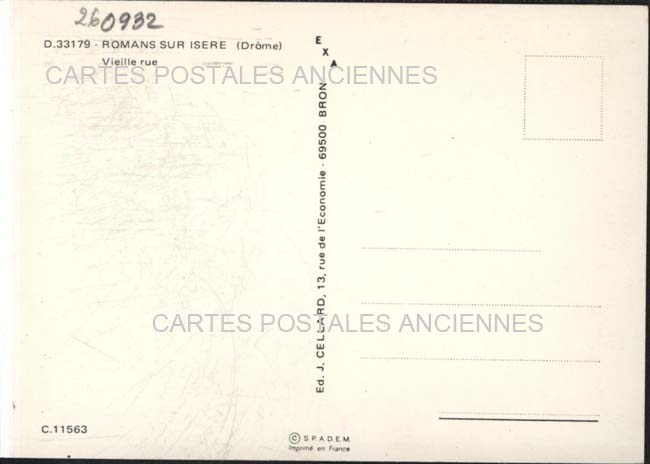 260932
D.33179 - ROMANS SUR ISERE (Drôme)
Vieille rue
CARTES POSTALES ANCIENNES
EXA
Ed. J. CELLARD, 13, rue de l'Economie - 69500 BRON
CARTES POSTALES ANCIENNES
C.11563
© S.P.A.D.E.M.
Imprimé en France